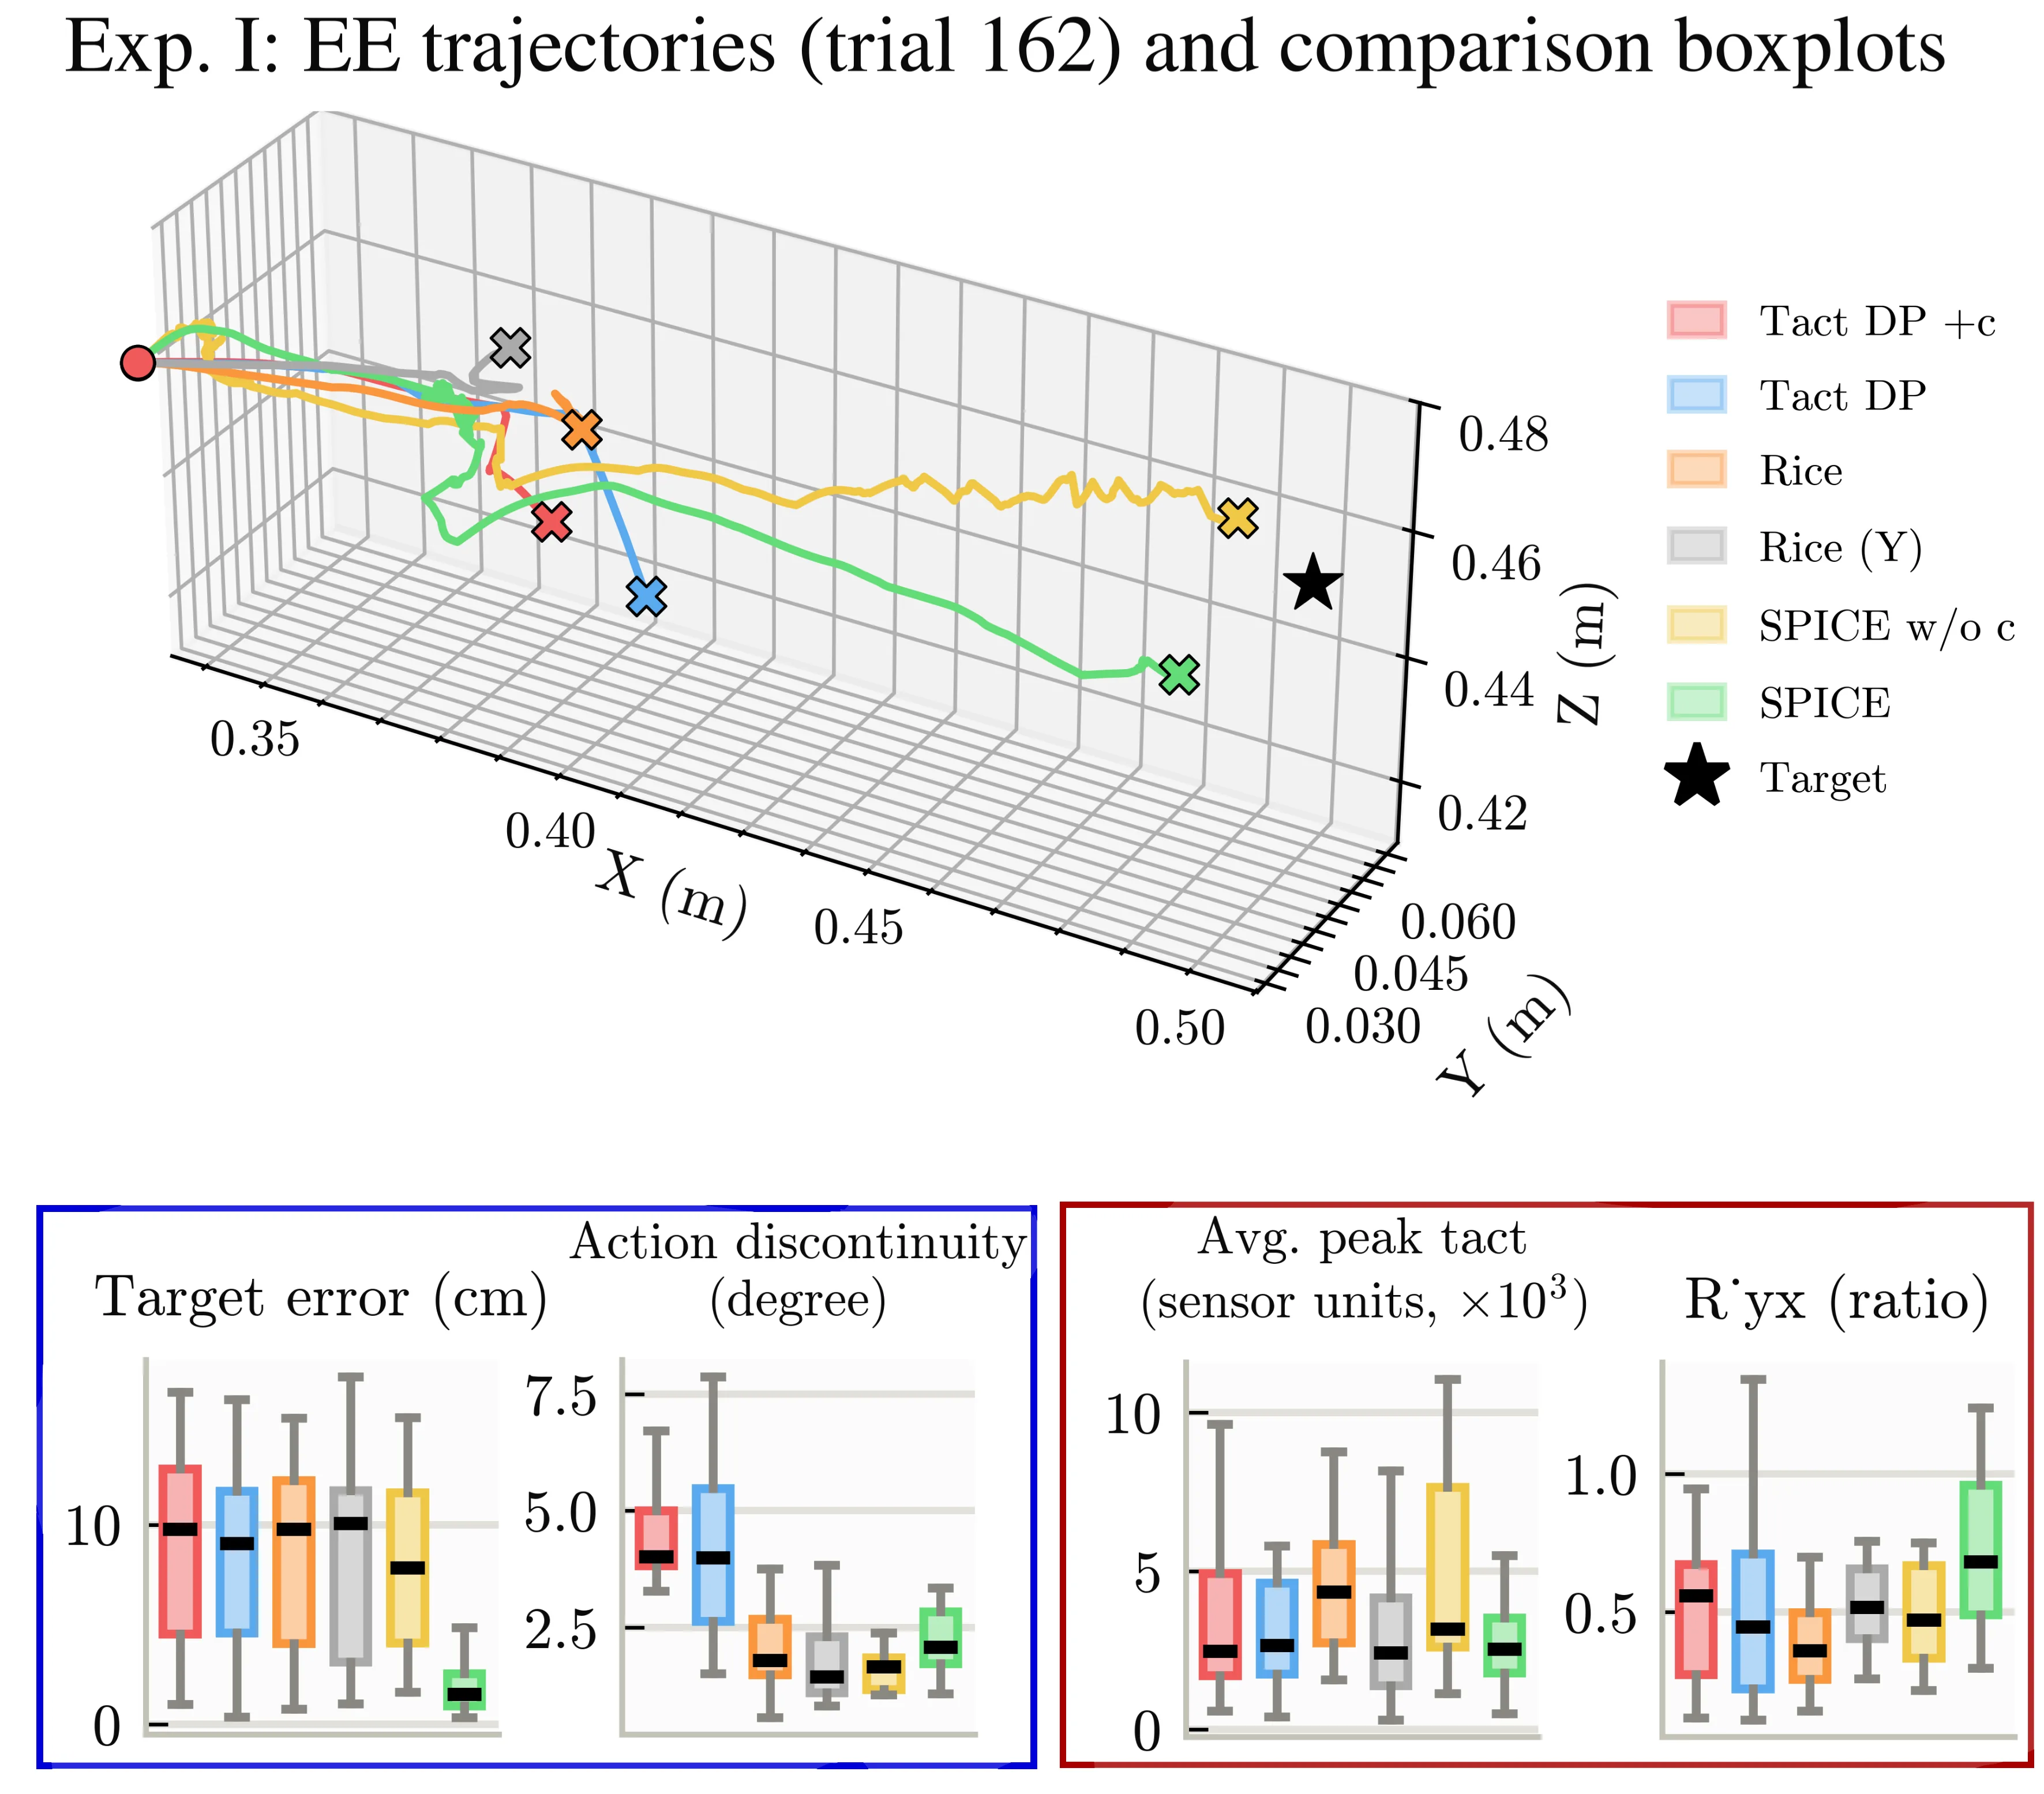 Exp. I: EE trajectories (trial 162) and comparison boxplots
Tact DP +c
Tact DP
Rice
Rice (Y)
SPICE w/o c
SPICE
Target
0.48
0.46
0.44
0.42
Z (m)
0.35
0.40
0.45
0.50
X (m)
0.060
0.045
0.030
Y (m)
Target error (cm)
10
0
Action discontinuity
(degree)
7.5
5.0
2.5
Avg. peak tact
(sensor units, ×10³)
10
5
0
R˙yx (ratio)
1.0
0.5